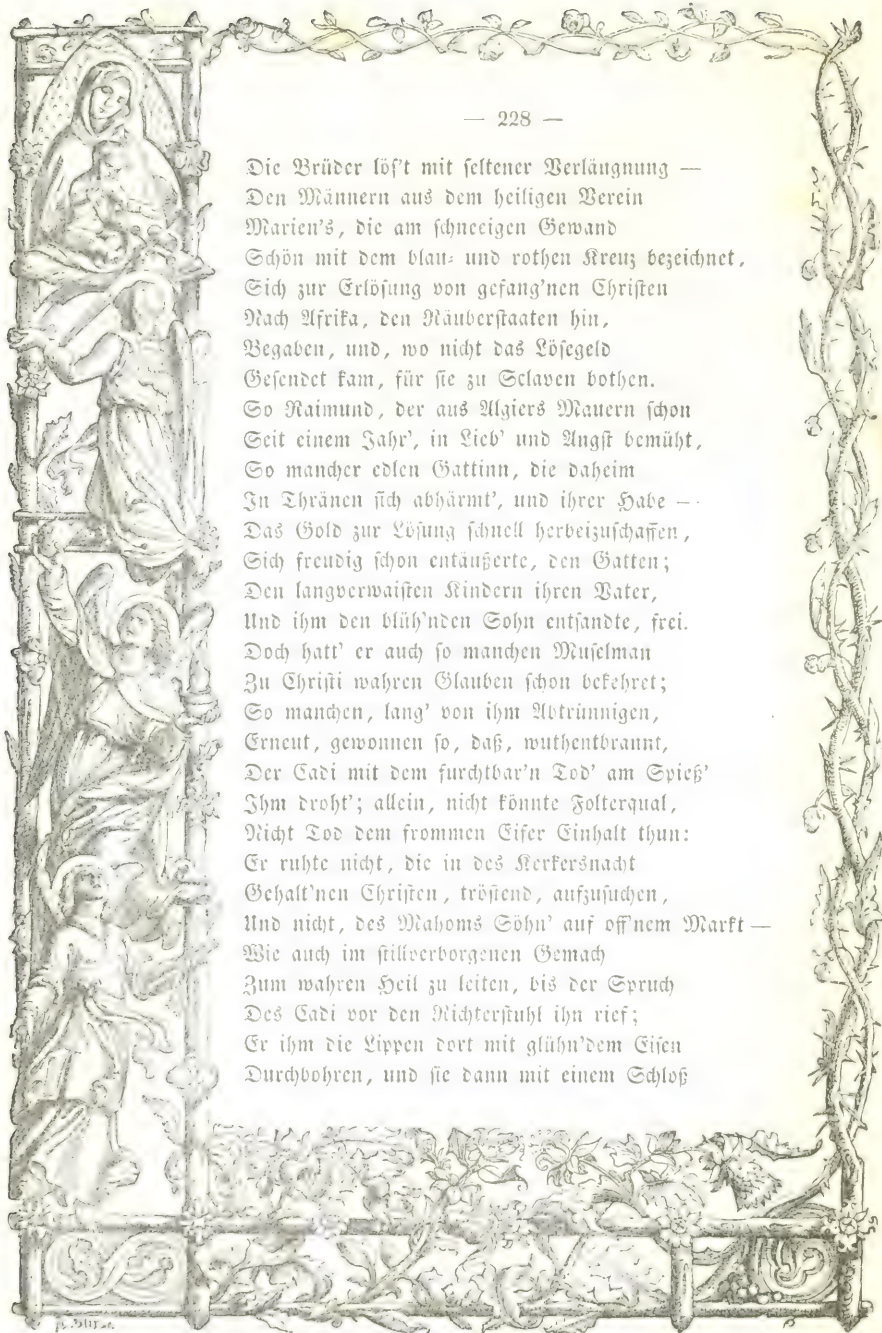 — 228 —
Die Brüder löſ't mit ſeltener Verläugnung —
Den Männern aus dem heiligen Verein
Marien's, die am ſchneeigen Gewand
Schön mit dem blau- und rothen Kreuz bezeichnet,
Sich zur Erlöſung von gefang'nen Chriſten
Nach Afrika, den Räuberſtaaten hin,
Begaben, und, wo nicht das Löſegeld
Geſendet kam, für ſie zu Sclaven bothen.
So Raimund, der aus Algiers Mauern ſchon
Seit einem Jahr', in Lieb' und Angſt bemüht,
So mancher edlen Gattinn, die daheim
In Thränen ſich abhärmt', und ihrer Habe —
Das Gold zur Löſung ſchnell herbeizuſchaffen,
Sich freudig ſchon entäußerte, den Gatten;
Den langverwaiſten Kindern ihren Vater,
Und ihm den blüh'nden Sohn entſandte, frei.
Doch hatt' er auch ſo manchen Muſelman
Zu Chriſti wahren Glauben ſchon bekehret;
So manchen, lang' von ihm Abtrünnigen,
Erneut, gewonnen ſo, daß, wuthentbrannt,
Der Cadi mit dem furchtbar'n Tod' am Spieß'
Ihm droht'; allein, nicht könnte Folterqual,
Nicht Tod dem frommen Eifer Einhalt thun:
Er ruhte nicht, die in des Kerkersnacht
Gehalt'nen Chriſten, tröſtend, aufzuſuchen,
Und nicht, des Mahoms Söhn' auf off'nem Markt —
Wie auch im ſtillverborgenen Gemach
Zum wahren Heil zu leiten, bis der Spruch
Des Cadi vor den Richterſtuhl ihn rief;
Er ihm die Lippen dort mit glühn'dem Eiſen
Durchbohren, und ſie dann mit einem Schloß